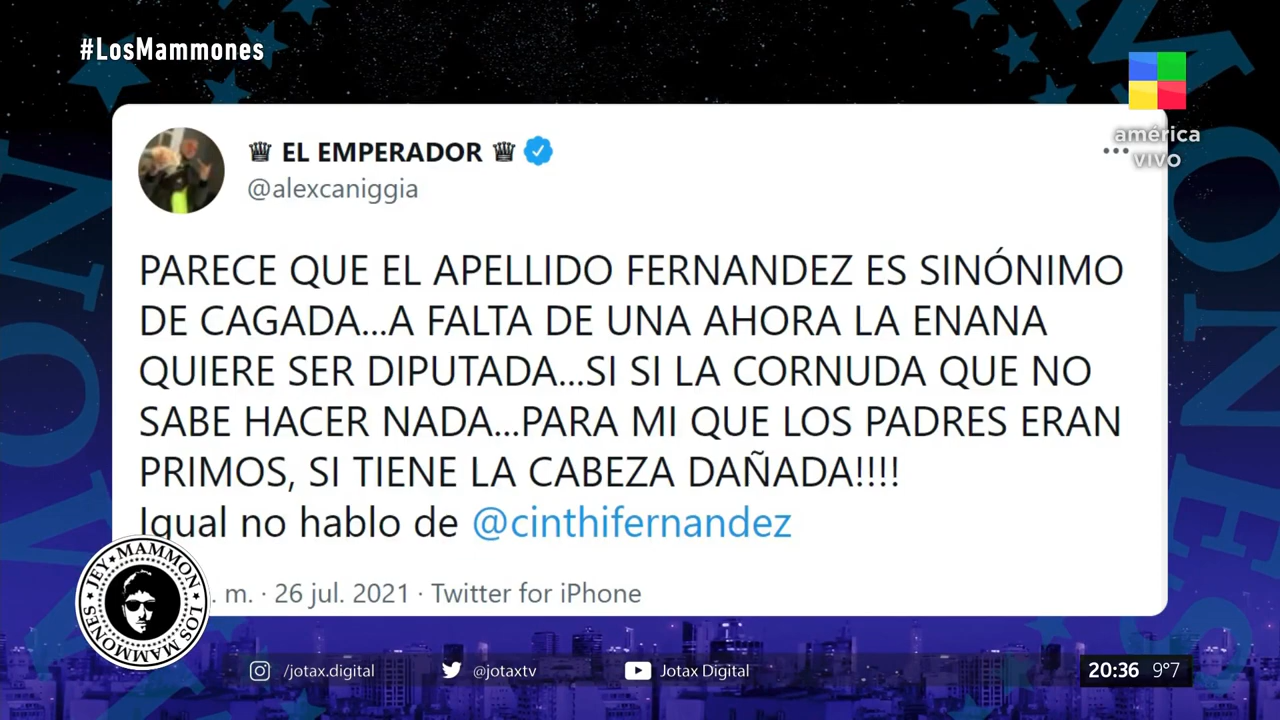 #LosMammones
américa
vivo
♛ EL EMPERADOR ♛
@alexcaniggia
PARECE QUE EL APELLIDO FERNANDEZ ES SINÓNIMO
DE CAGADA...A FALTA DE UNA AHORA LA ENANA
QUIERE SER DIPUTADA...SI SI LA CORNUDA QUE NO
SABE HACER NADA...PARA MI QUE LOS PADRES ERAN
PRIMOS, SI TIENE LA CABEZA DAÑADA!!!!
Igual no hablo de @cinthifernandez
. m. · 26 jul. 2021 · Twitter for iPhone
JEY MAMMON
LOS MAMMONES
/jotax.digital
@jotaxtv
Jotax Digital
20:36 9°7
MONES